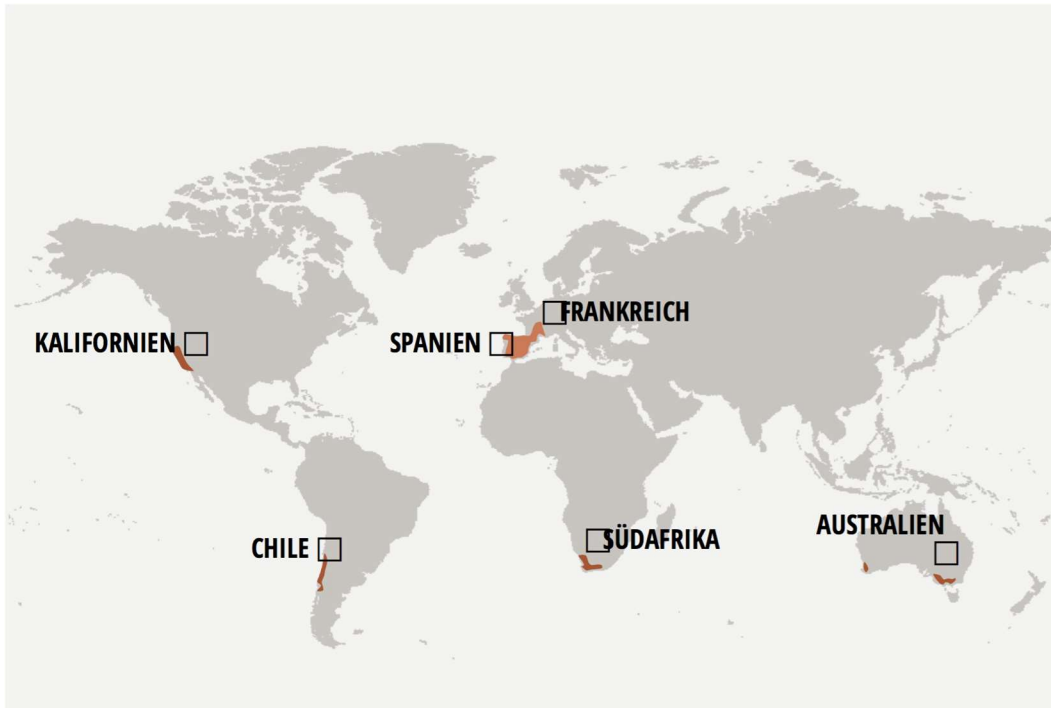 FRANKREICH
KALIFORNIEN
SPANIEN
AUSTRALIEN
CHILE
SÜDAFRIKA